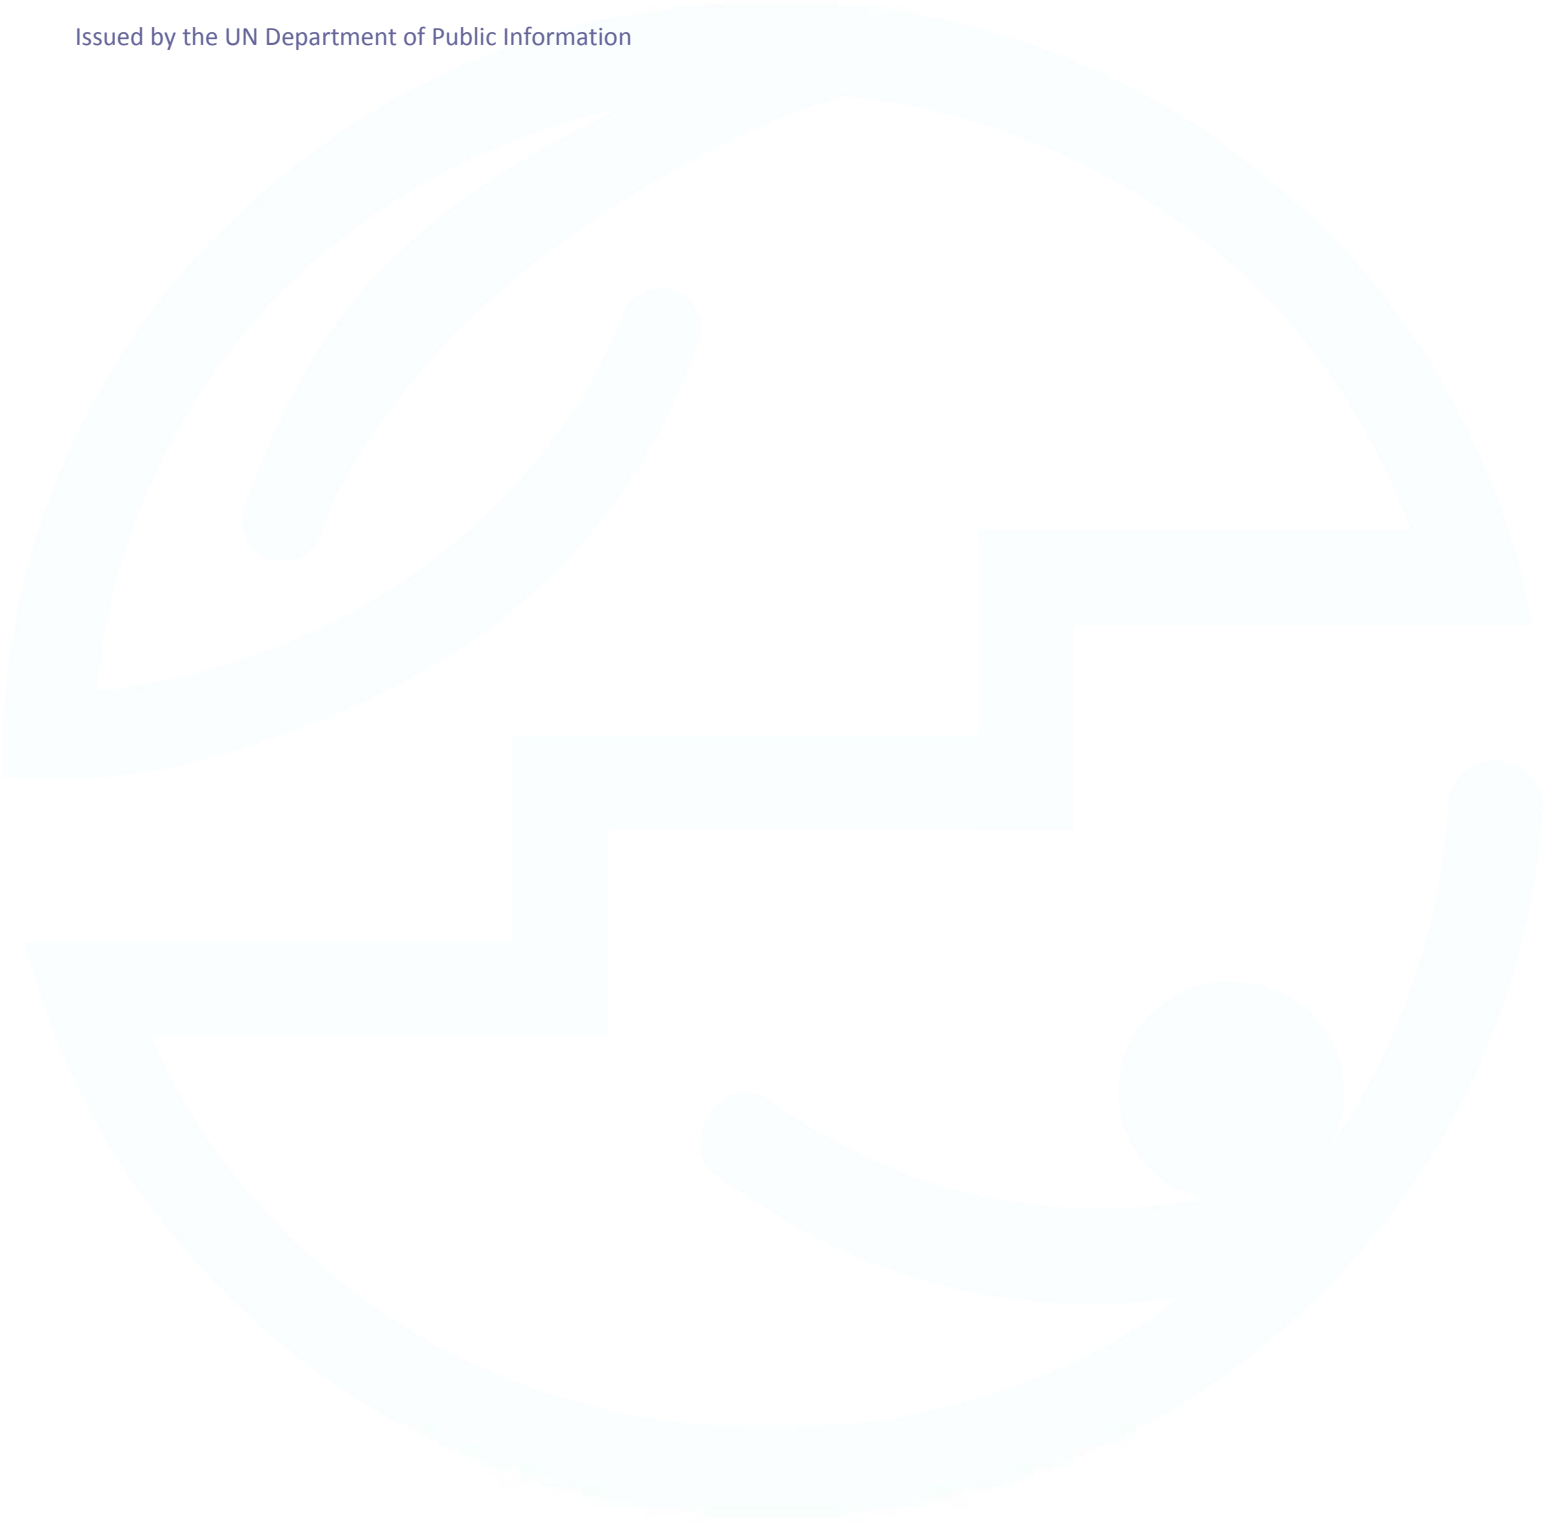 Issued by the UN Department of Public Information